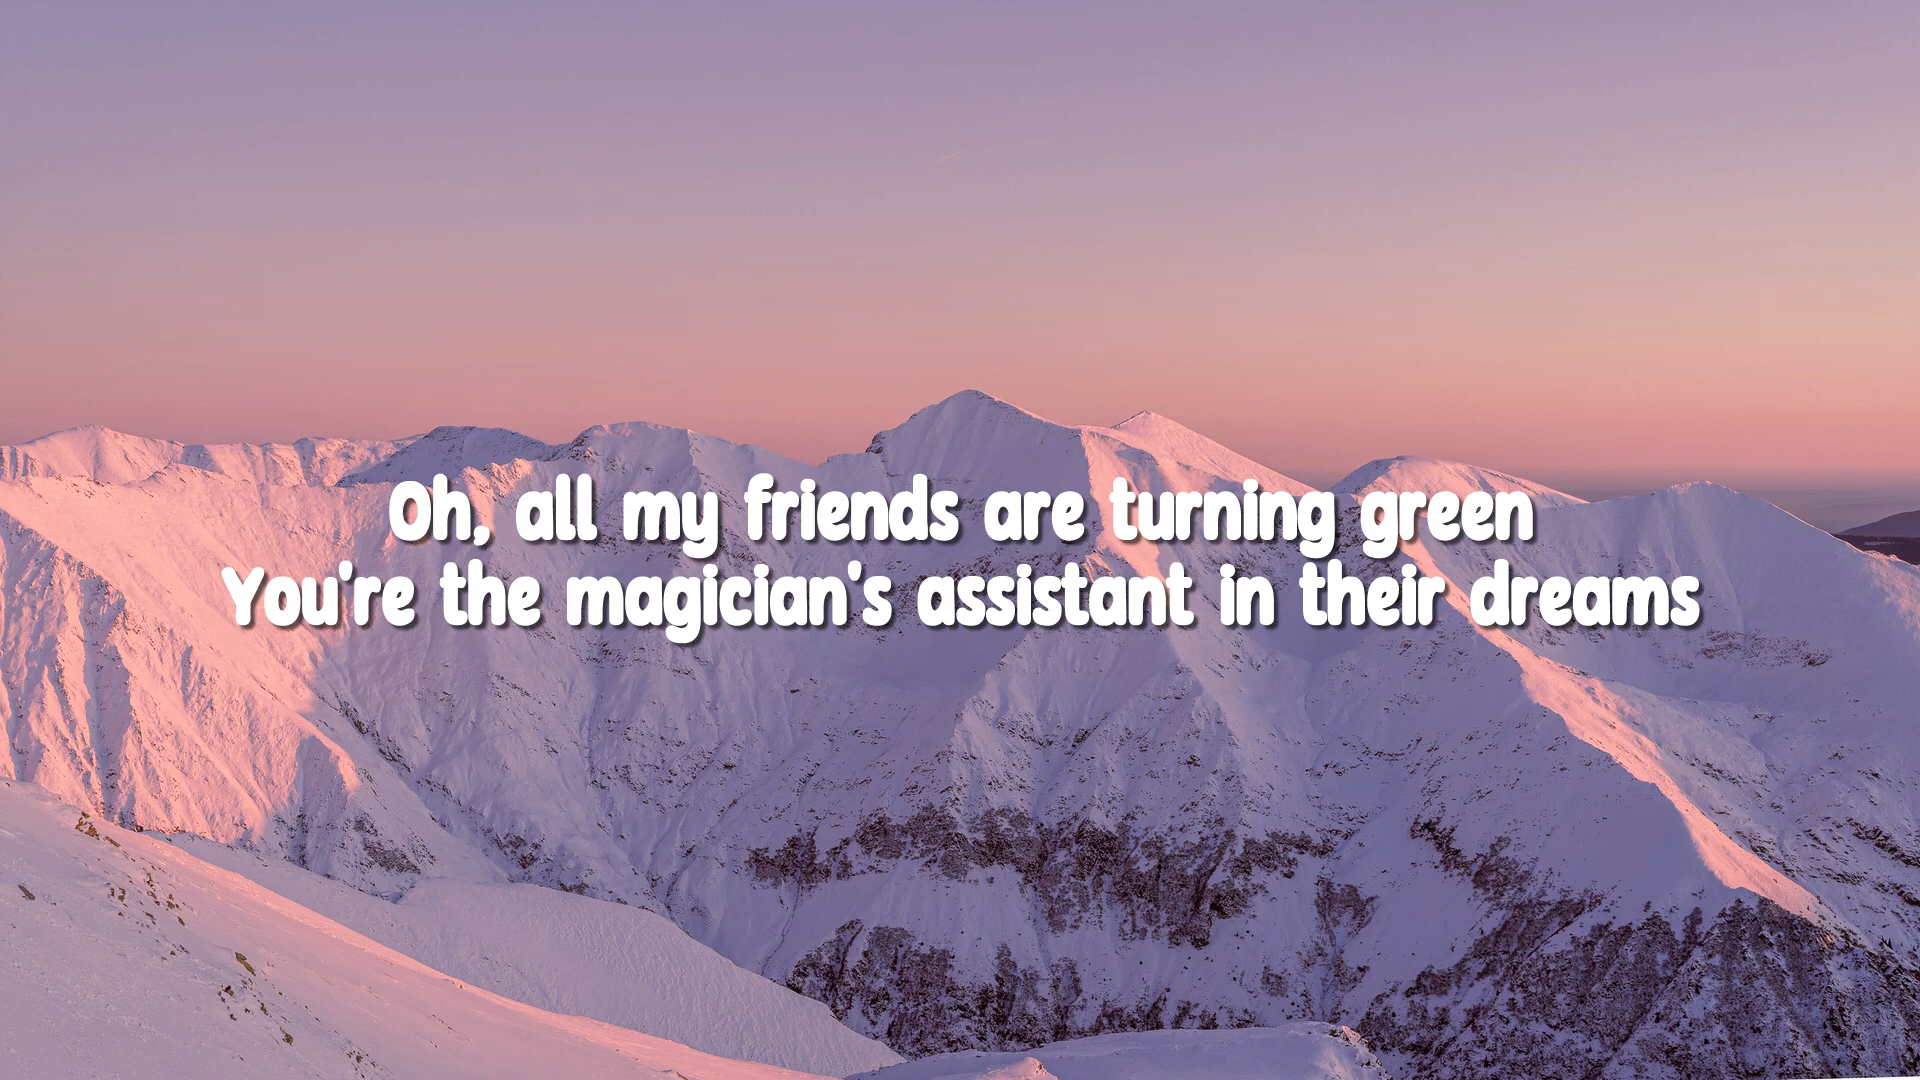 Oh, all my friends are turning green
You're the magician's assistant in their dreams